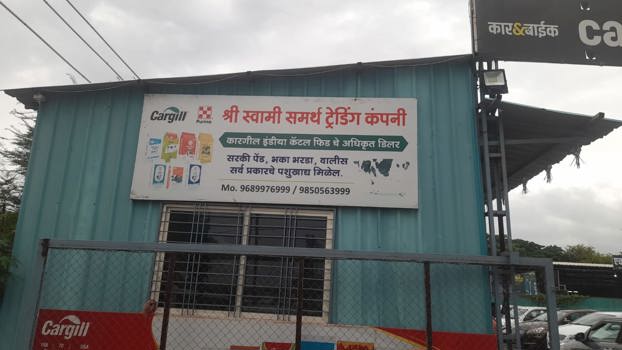 कार&बाईक
ca
Cargill
Purina
श्री स्वामी समर्थ ट्रेडिंग कंपनी
कारगील इंडीया कॅटल फिड चे अधिकृत डिलर
सरकी पेंड, भका भरडा, वालीस
सर्व प्रकारचे पशुखाद्य मिळेल.
Mo. 9689976999 / 9850563999
Cargill